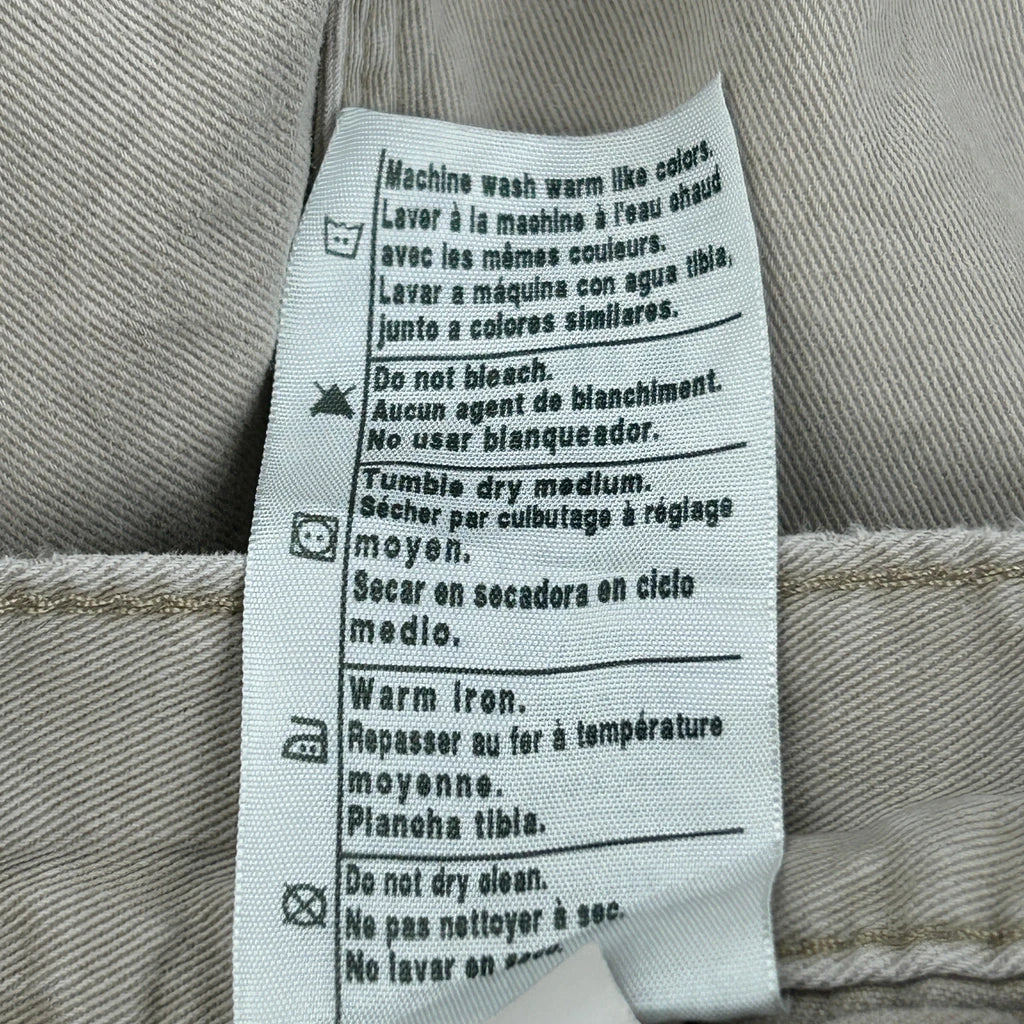 Machine wash warm like colors.
Laver à la machine à l'eau chaud
avec les mêmes couleurs.
Lavar a máquina con agua tibia,
junto a colores similares.
Do not bleach.
Aucun agent de blanchiment.
No usar blanqueador.
Tumble dry medium.
Sécher par culbutage à réglage
moyen.
Secar en secadora en ciclo
medio.
Warm Iron.
Repasser au fer à température
moyenne.
Plancha tibia.
Do not dry clean.
Ne pas nettoyer à sec.
No lavar en